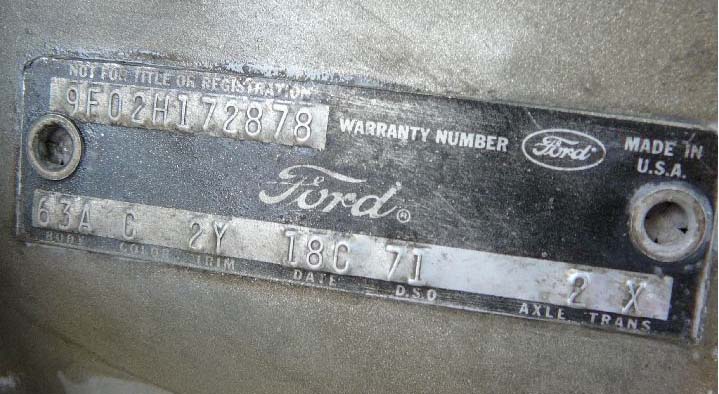 NOT FOR TITLE OR REGISTRATION
9F02H172878
WARRANTY NUMBER
Ford
MADE IN
U.S.A.
Ford®
63A C 2Y 18C 71 2 X
BODY COLOR TRIM DATE D.S.O AXLE TRANS